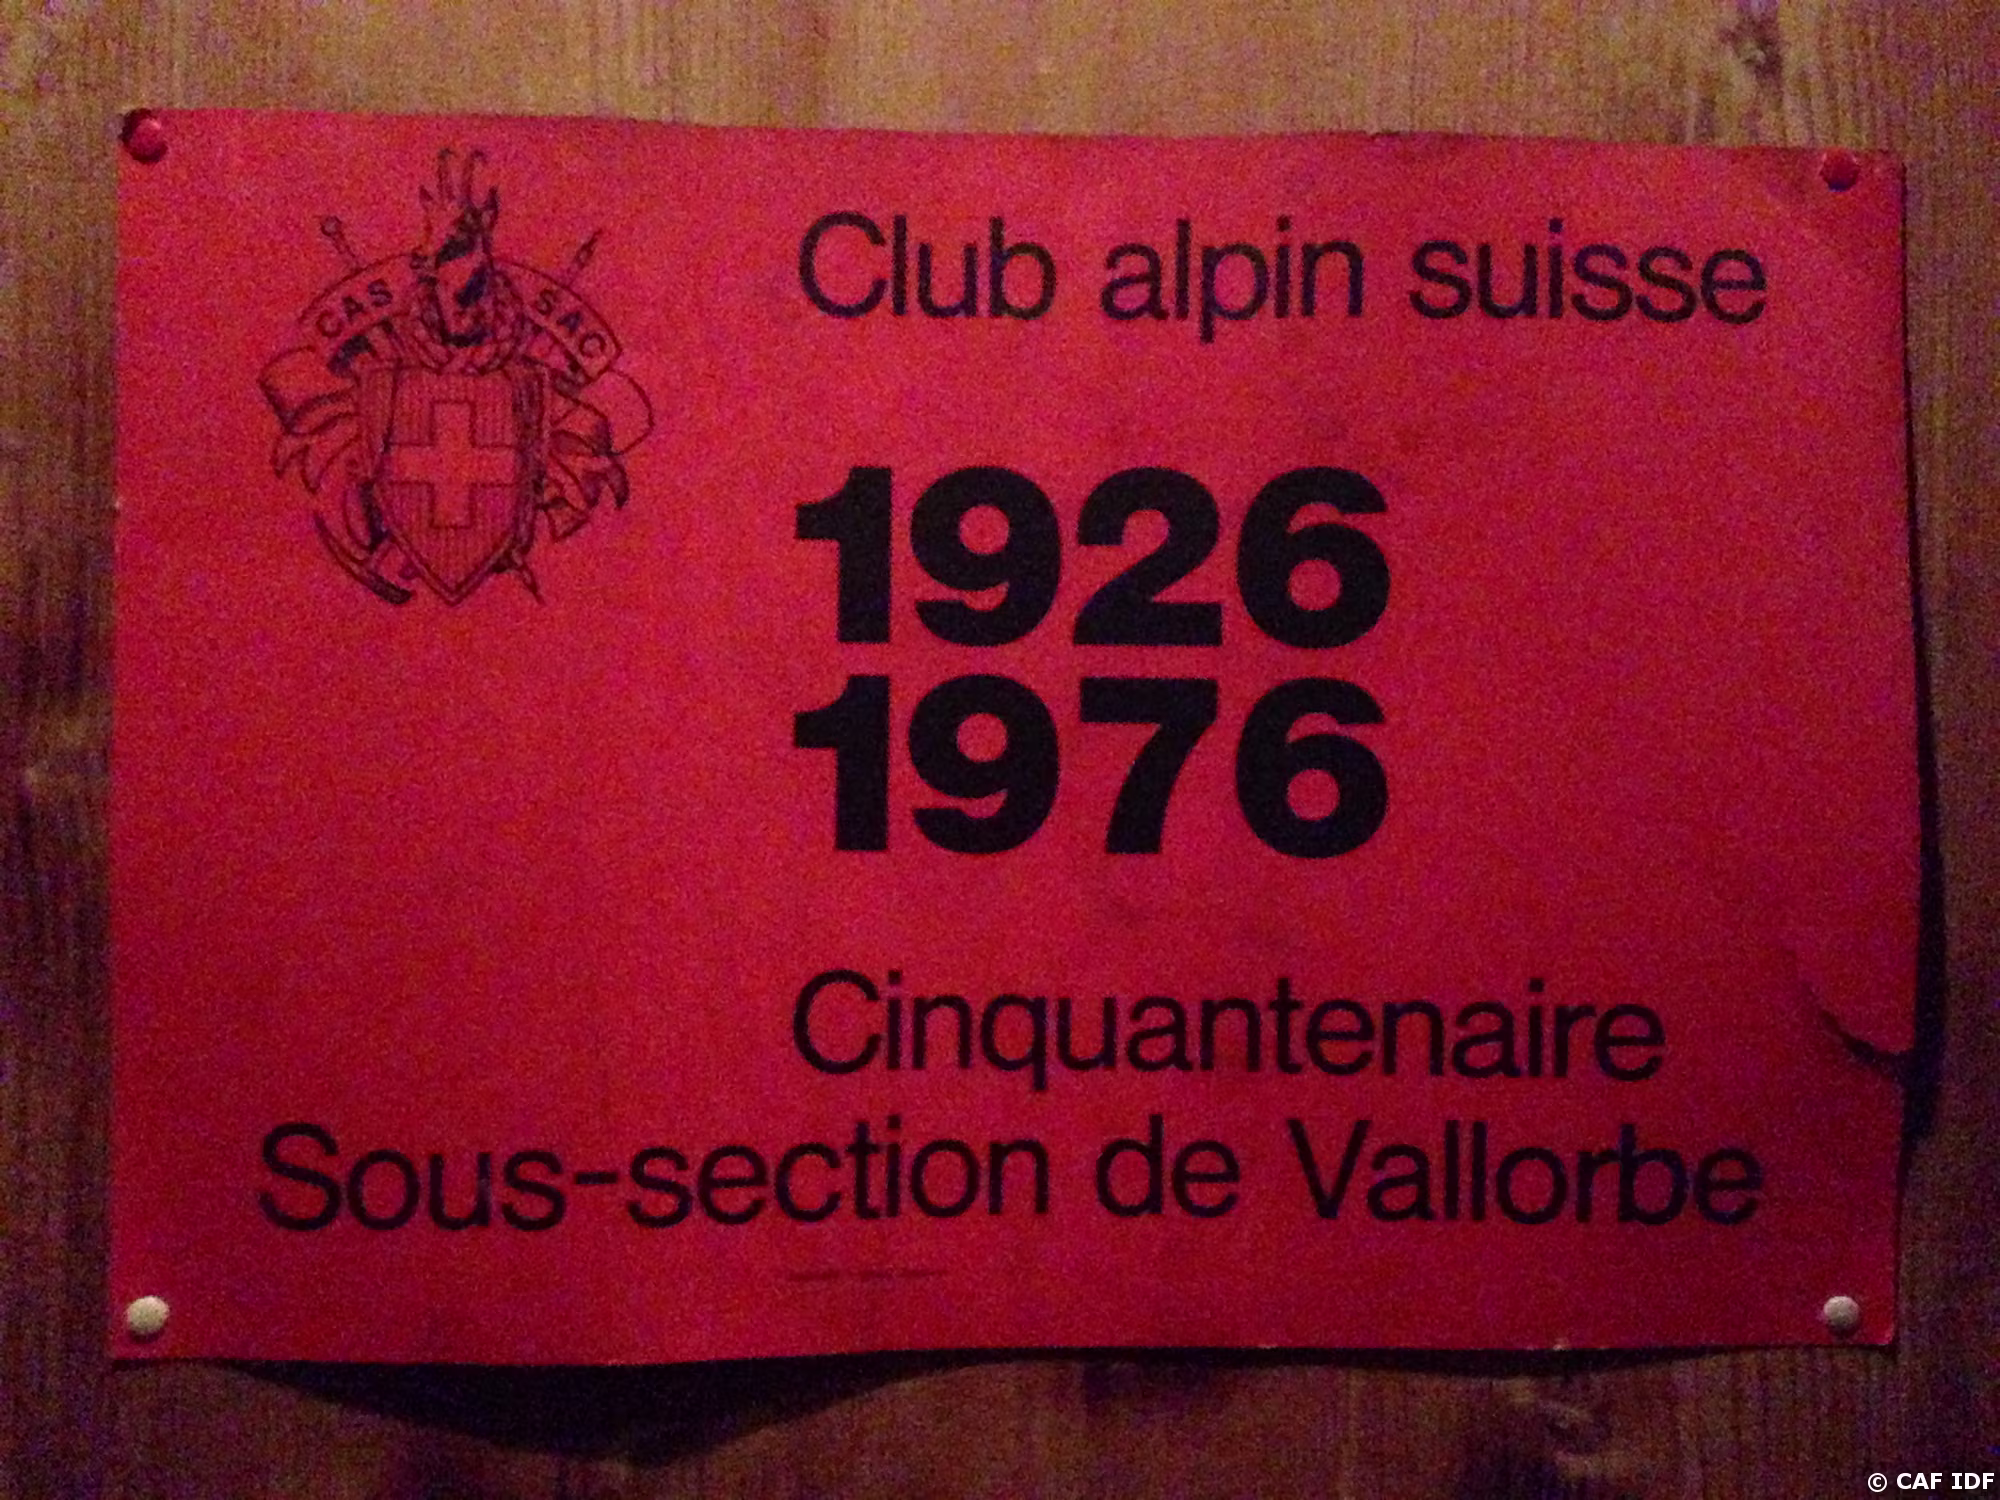 CAS SAC
Club alpin suisse
1926
1976
Cinquantenaire
Sous-section de Vallorbe
© CAF IDF